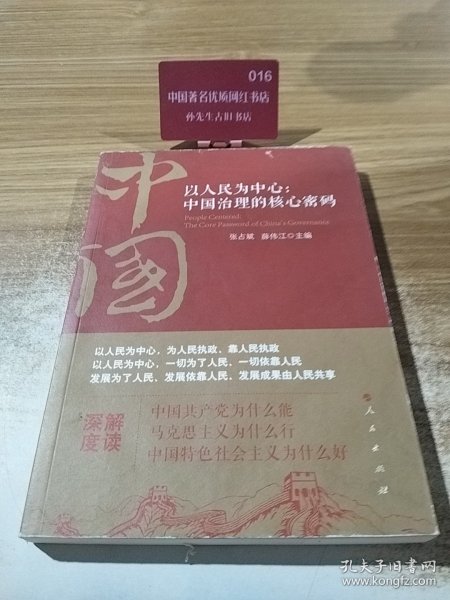 016
中国著名优质网红书店
孙先生占旧书店
中国
以人民为中心：
中国治理的核心密码
People Centered:
The Core Password of China's Governance
张占斌 薛伟江◎主编
以人民为中心，为人民执政、靠人民执政
以人民为中心，一切为了人民、一切依靠人民
发展为了人民、发展依靠人民、发展成果由人民共享
深度解读
中国共产党为什么能
马克思主义为什么行
中国特色社会主义为什么好
人民出版社
孔夫子旧书网
www.kongfz.com